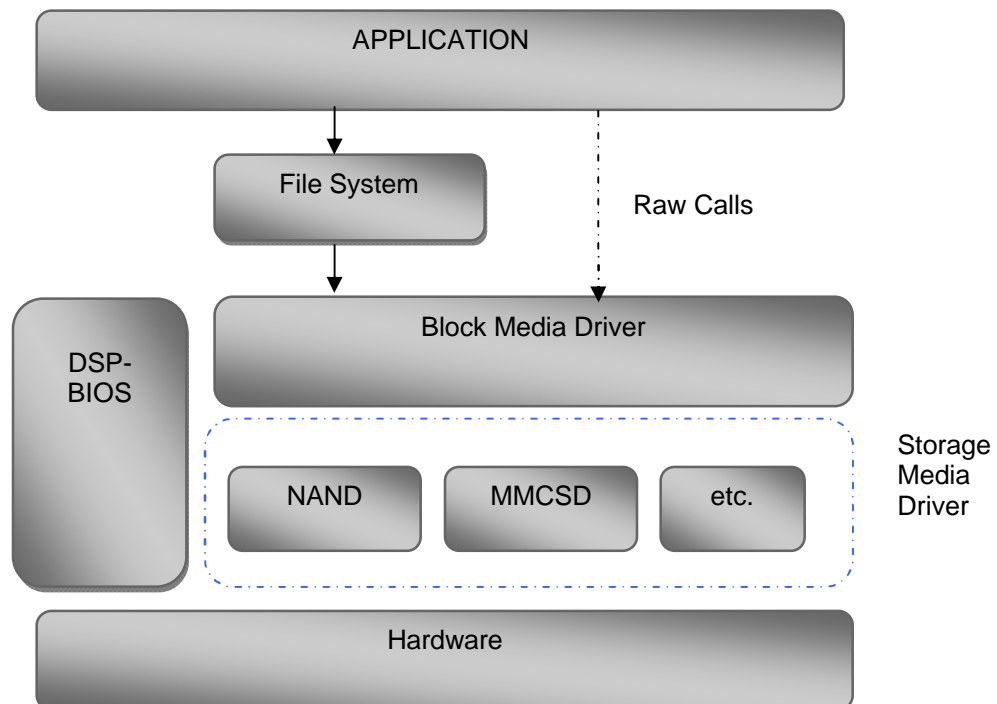 APPLICATION
File System
Raw Calls
Block Media Driver
DSP-
BIOS
NAND
MMCSD
etc.
Storage
Media
Driver
Hardware